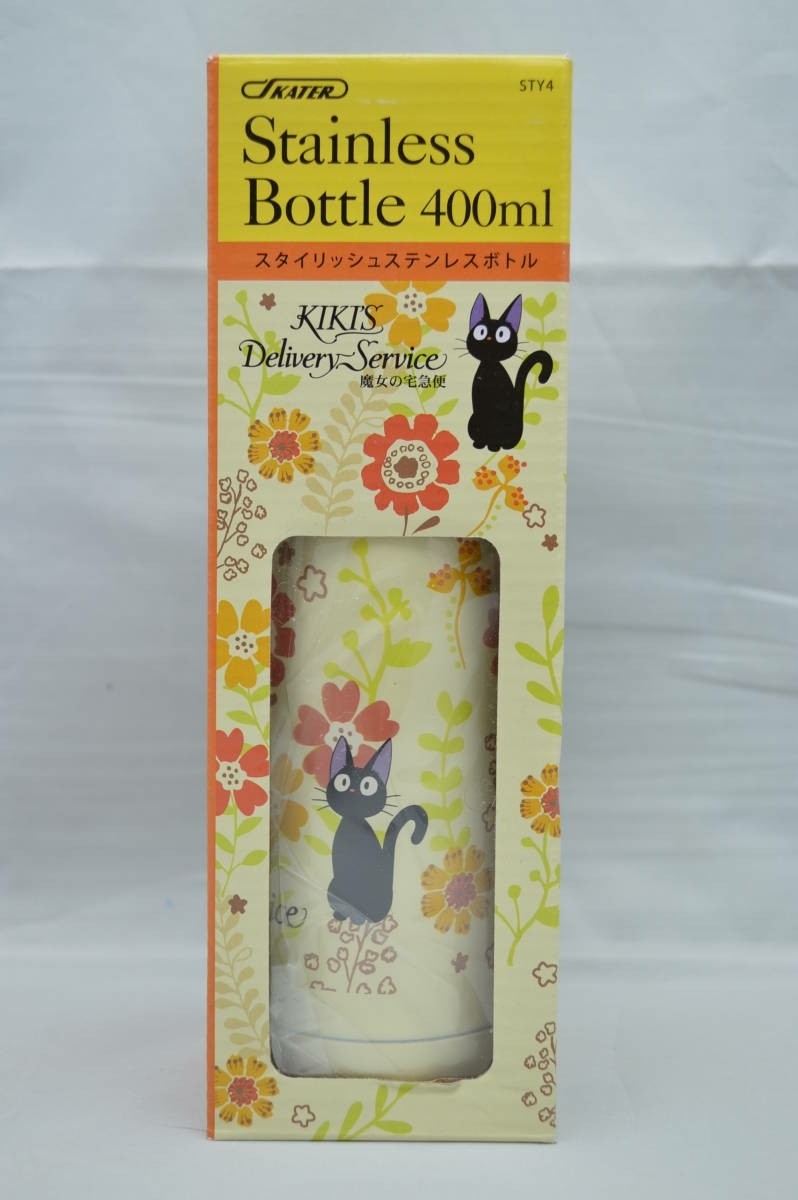 SKATER
STY4
Stainless
Bottle 400ml
スタイリッシュステンレスボトル
KIKI'S
Delivery Service
魔女の宅急便
ice